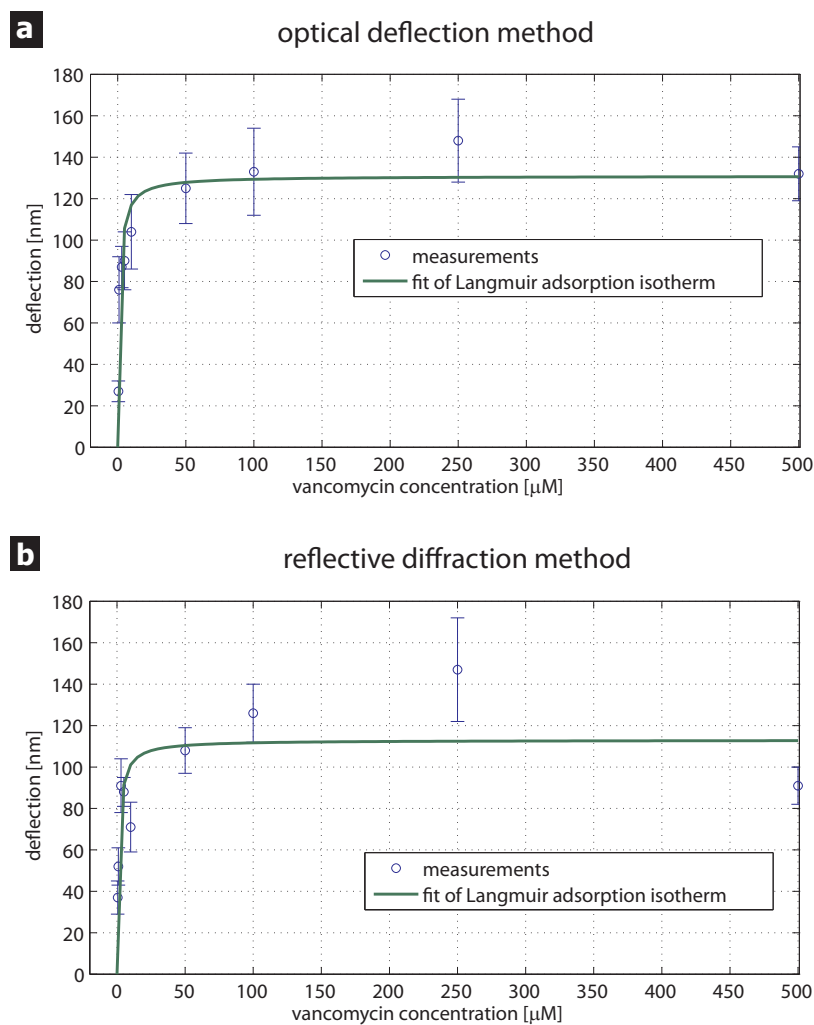 a
optical deflection method
180
160
140
120
100
80
60
40
20
0
deflection [nm]
measurements
fit of Langmuir adsorption isotherm
0 50 100 150 200 250 300 350 400 450 500
vancomycin concentration [μM]
b
reflective diffraction method
180
160
140
120
100
80
60
40
20
0
deflection [nm]
measurements
fit of Langmuir adsorption isotherm
0 50 100 150 200 250 300 350 400 450 500
vancomycin concentration [μM]